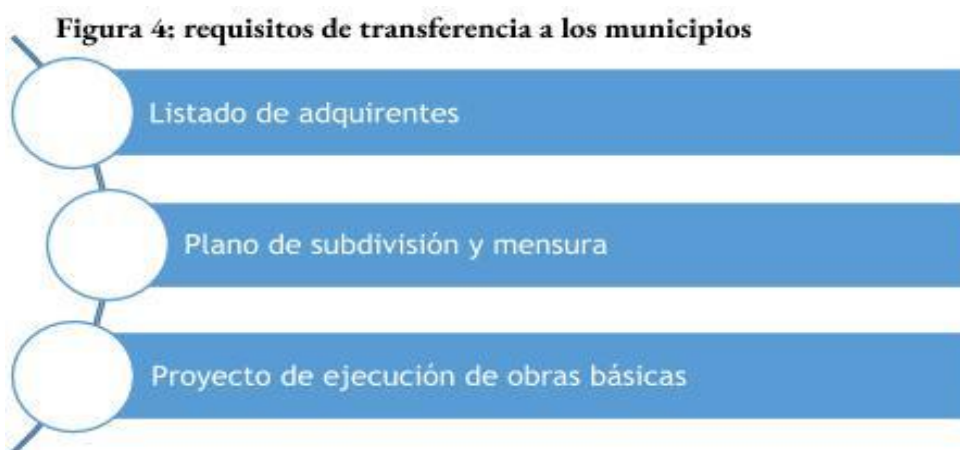 Figura 4: requisitos de transferencia a los municipios
Listado de adquirentes
Plano de subdivisión y mensura
Proyecto de ejecución de obras básicas